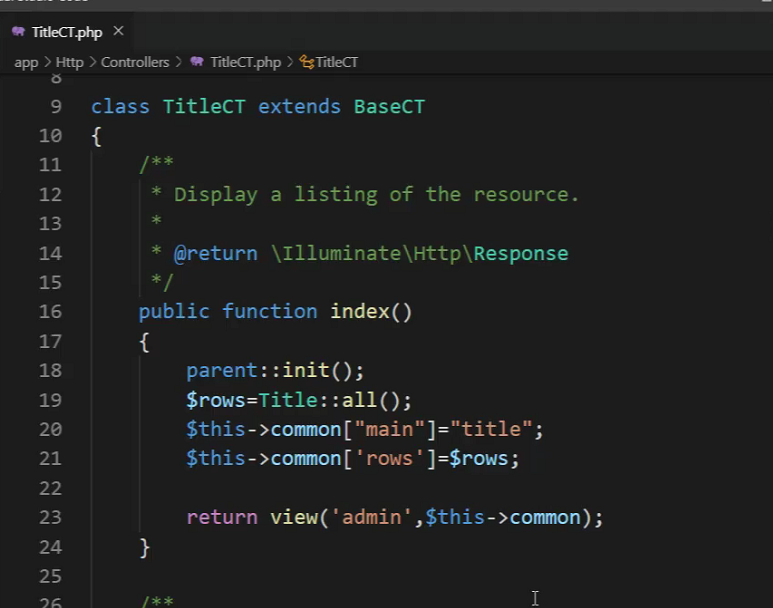 TitleCT.php ×
app > Http > Controllers > TitleCT.php > TitleCT
8
9 class TitleCT extends BaseCT
10 {
11 /**
12 * Display a listing of the resource.
13 *
14 * @return \Illuminate\Http\Response
15 */
16 public function index()
17 {
18 parent::init();
19 $rows=Title::all();
20 $this->common["main"]="title";
21 $this->common['rows']=$rows;
22
23 return view('admin',$this->common);
24 }
25
26 /**